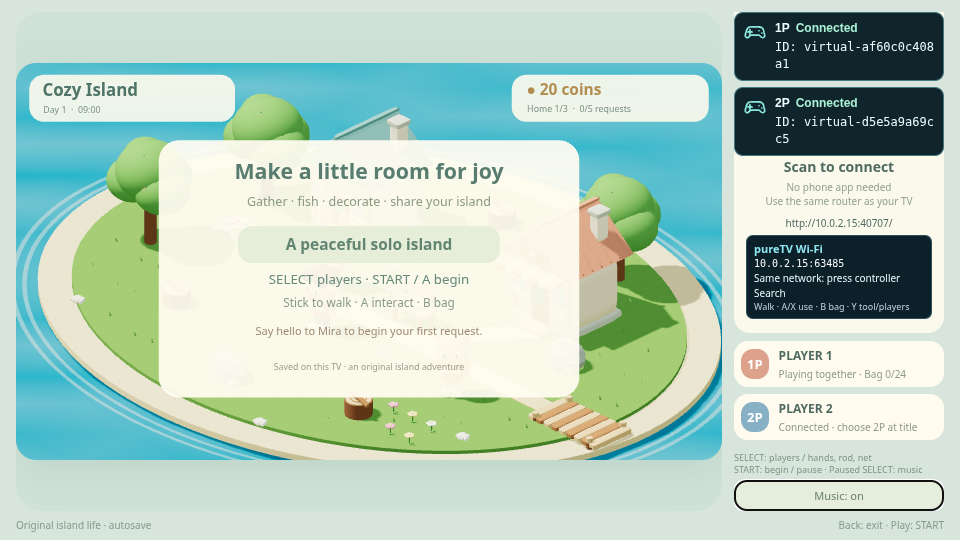 Cozy Island
Day 1 · 09:00
● 20 coins
Home 1/3 · 0/5 requests
Make a little room for joy
Gather · fish · decorate · share your island
A peaceful solo island
SELECT players · START / A begin
Stick to walk · A interact · B bag
Say hello to Mira to begin your first request.
Saved on this TV · an original island adventure
1P Connected
ID: virtual-af60c0c408
a1
2P Connected
ID: virtual-d5e5a9a69c
c5
Scan to connect
No phone app needed
Use the same router as your TV
http://10.0.2.15:40707/
pureTV Wi-Fi
10.0.2.15:63485
Same network: press controller
Search
Walk · A/X use · B bag · Y tool/players
1P
PLAYER 1
Playing together · Bag 0/24
2P
PLAYER 2
Connected · choose 2P at title
SELECT: players / hands, rod, net
START: begin / pause · Paused SELECT: music
Music: on
Original island life · autosave
Back: exit · Play: START